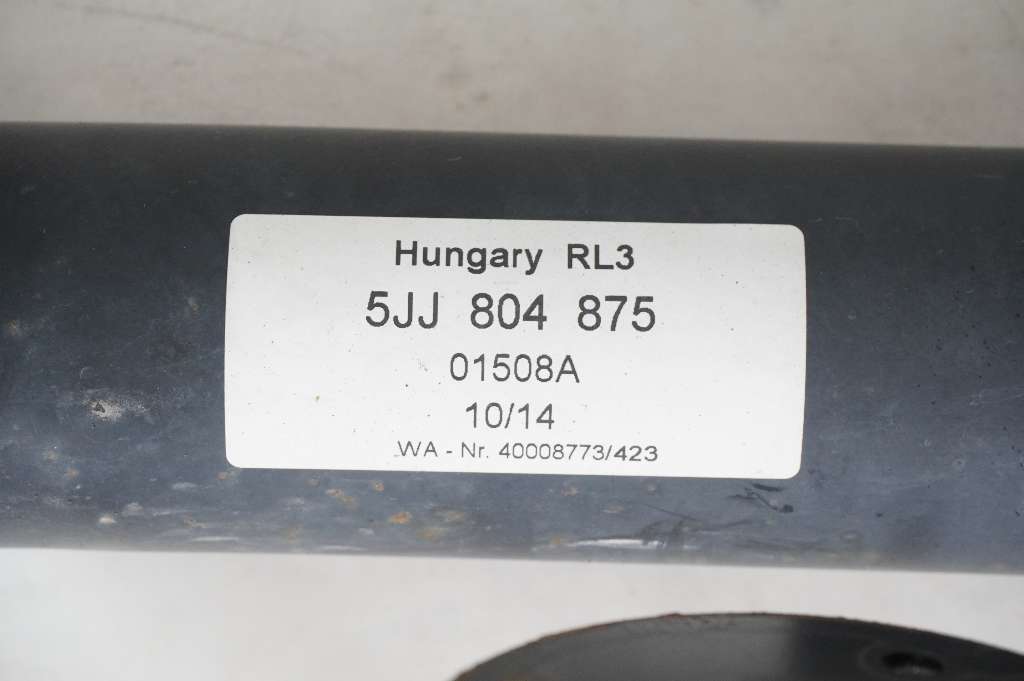 Hungary RL3
5JJ 804 875
01508A
10/14
WA - Nr. 40008773/423